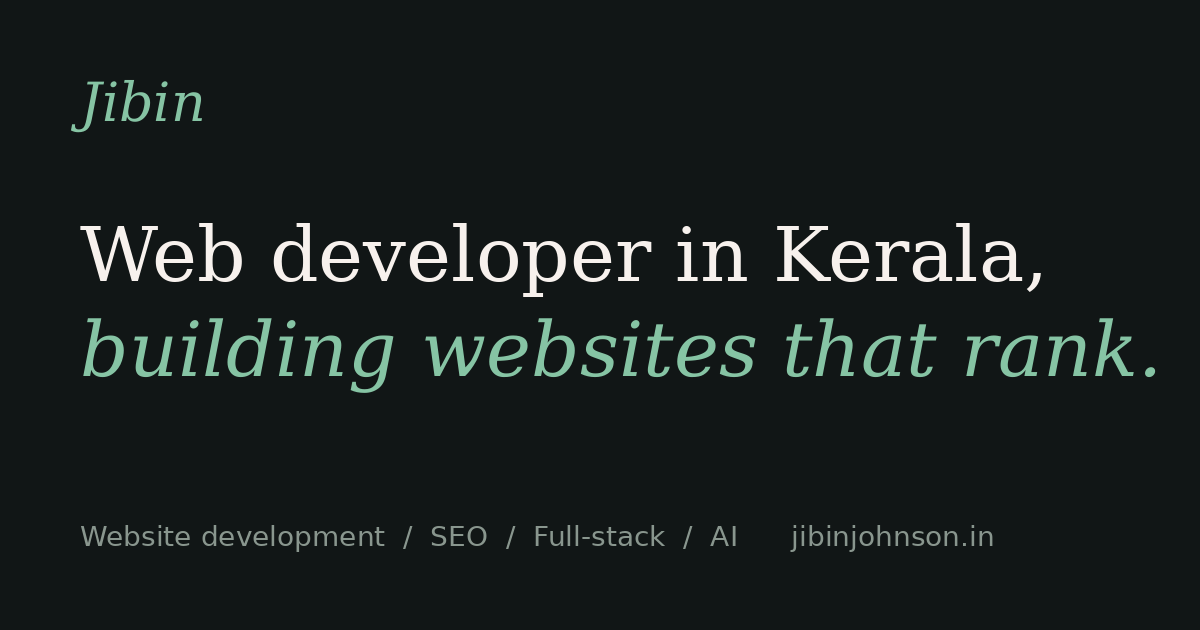 Jibin
Web developer in Kerala,
building websites that rank.
Website development / SEO / Full-stack / AI jibinjohnson.in